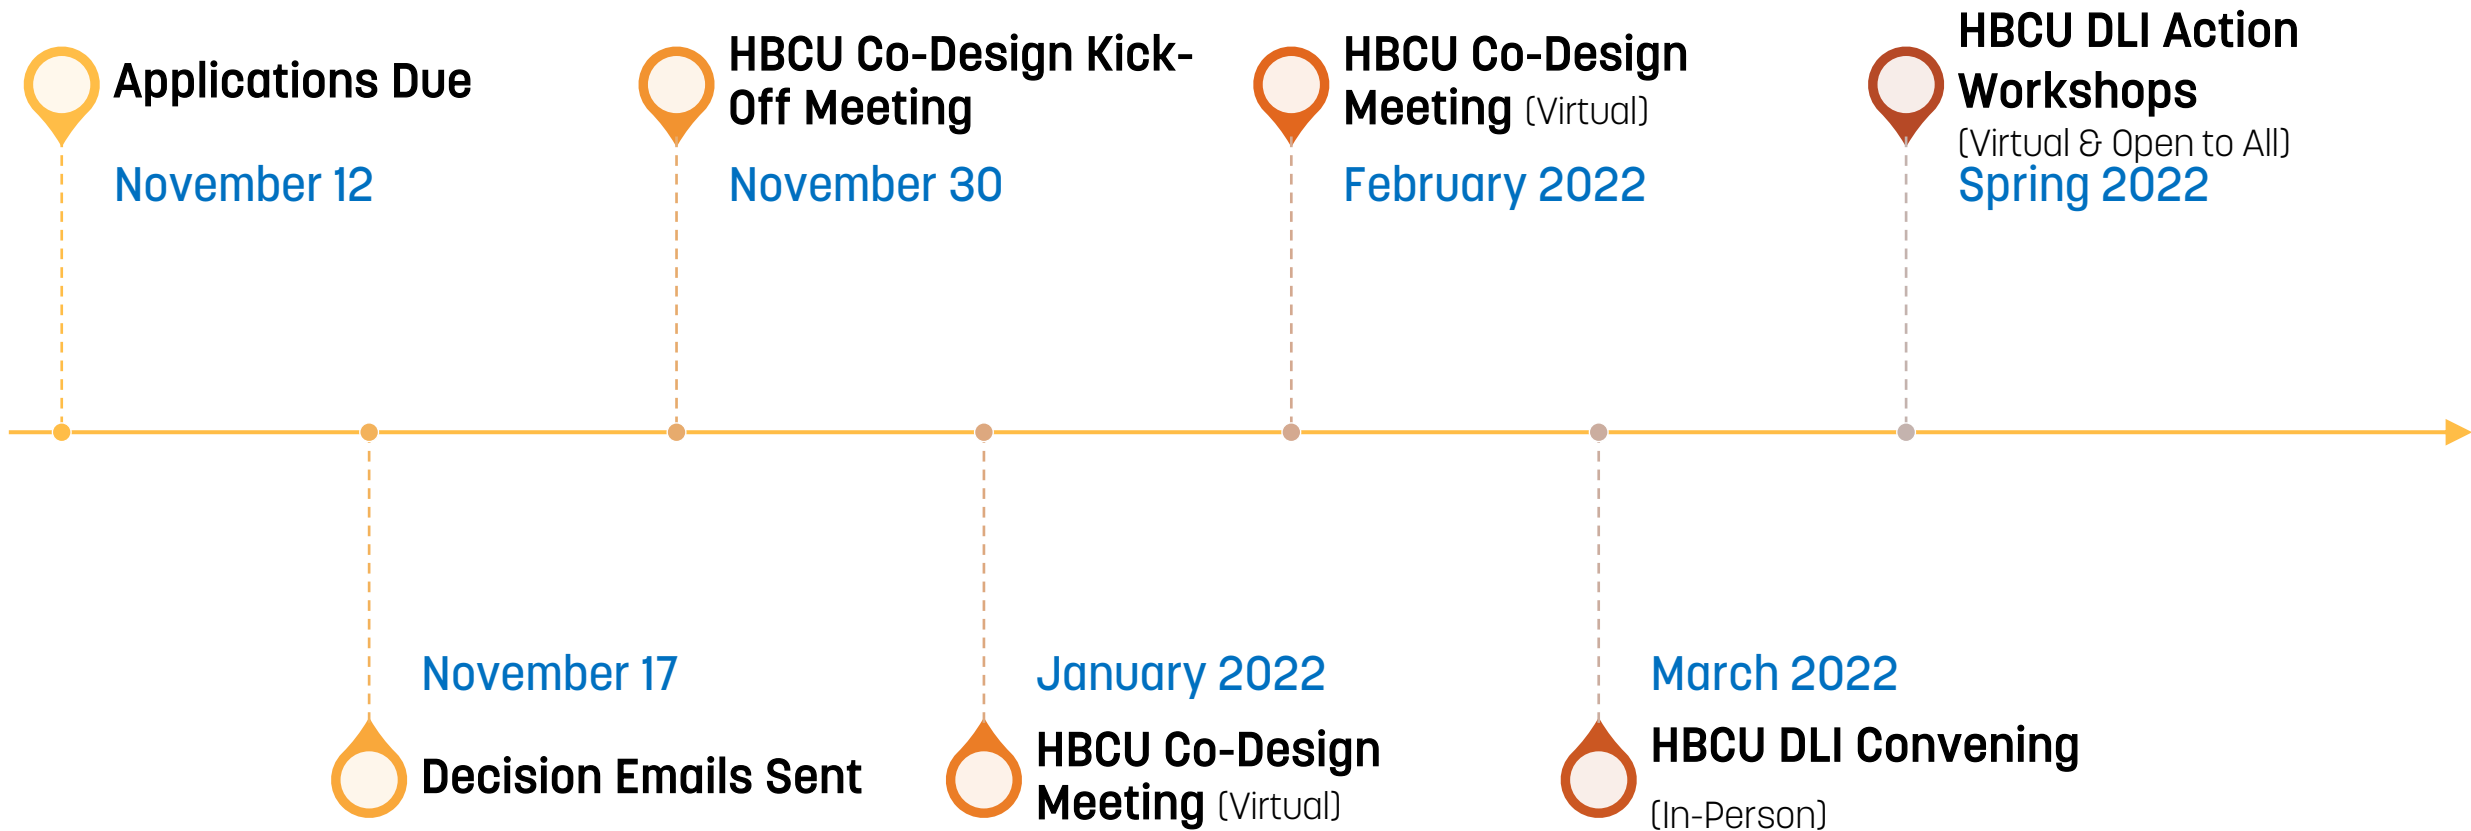 Applications Due
November 12
November 17
Decision Emails Sent
HBCU Co-Design Kick-
Off Meeting
November 30
January 2022
HBCU Co-Design
Meeting (Virtual)
HBCU Co-Design
Meeting (Virtual)
February 2022
March 2022
HBCU DLI Convening
(In-Person)
HBCU DLI Action
Workshops
(Virtual & Open to All)
Spring 2022